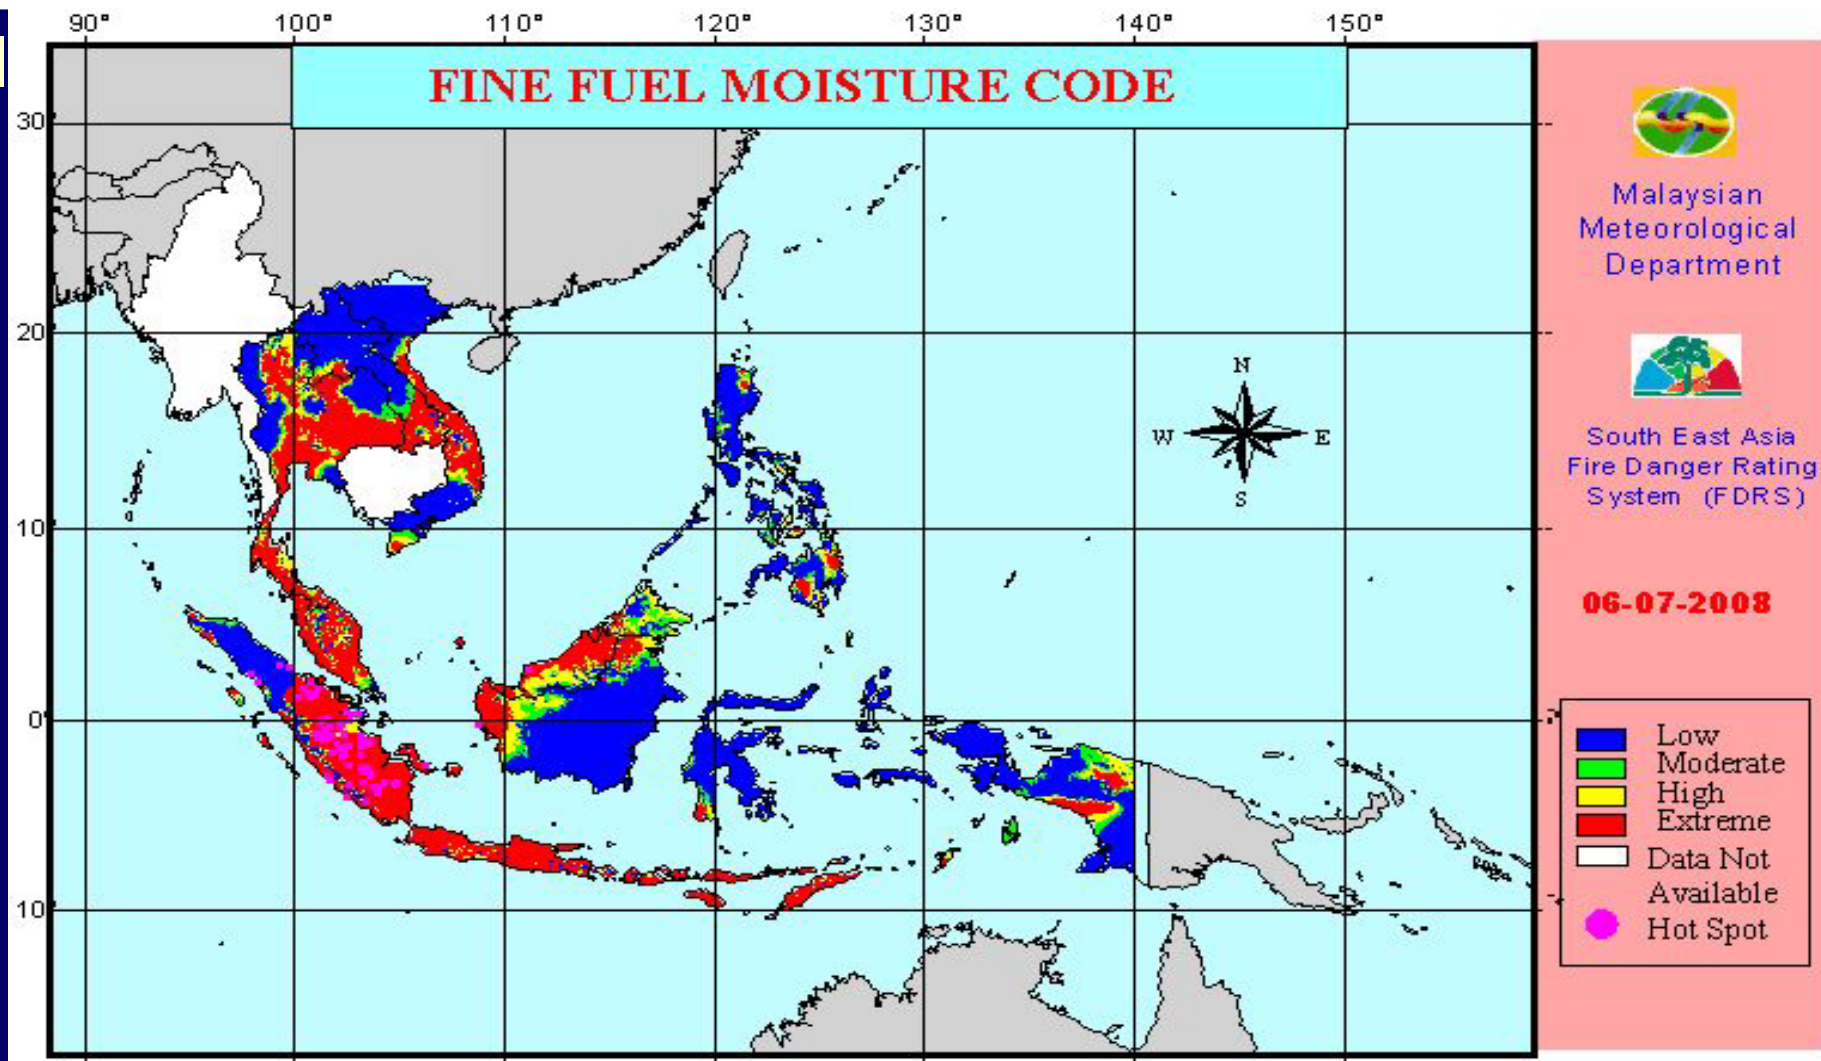 90° 100° 110° 120° 130° 140° 150°
FINE FUEL MOISTURE CODE
30°
20°
10°
0°
10°
N
W E
S
Malaysian
Meteorological
Department
South East Asia
Fire Danger Rating
System (FDRS)
06-07-2008
Low
Moderate
High
Extreme
Data Not
Available
Hot Spot